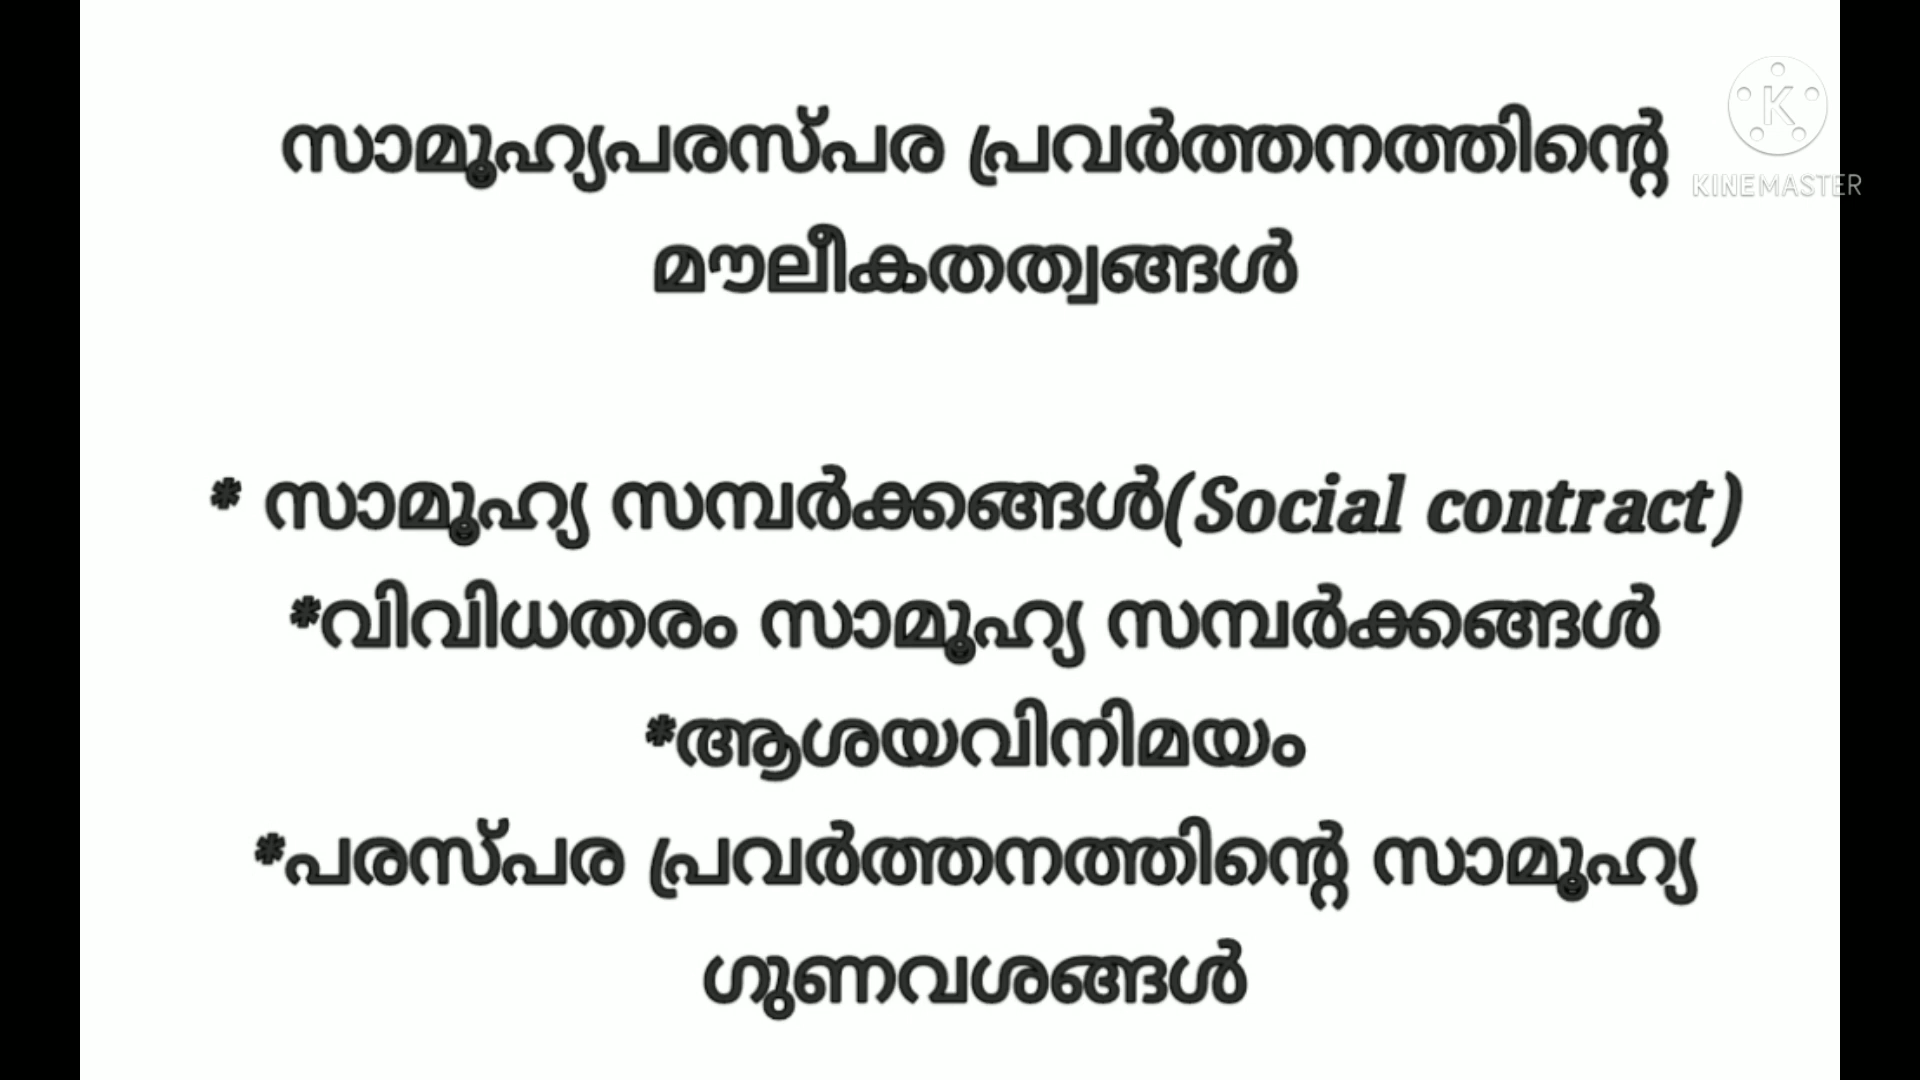 സാമൂഹ്യപരസ്പര പ്രവർത്തനത്തിന്റെ
മൗലീകതത്വങ്ങൾ
* സാമൂഹ്യ സമ്പർക്കങ്ങൾ(Social contract)
*വിവിധതരം സാമൂഹ്യ സമ്പർക്കങ്ങൾ
*ആശയവിനിമയം
*പരസ്പര പ്രവർത്തനത്തിന്റെ സാമൂഹ്യ
ഗുണവശങ്ങൾ
K
KINEMASTER